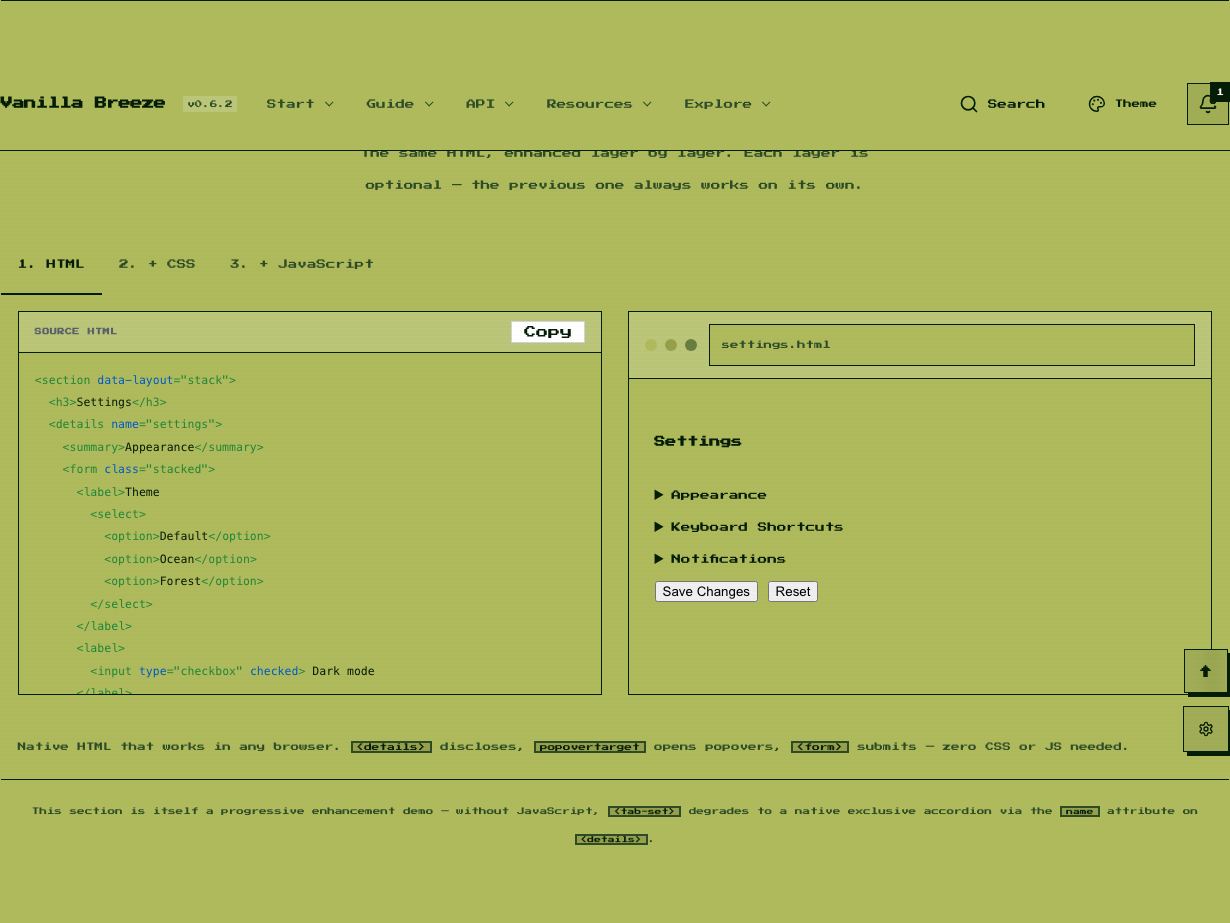 Vanilla Breeze v0.6.2 Start Guide API Resources Explore Search Theme 1
The same HTML, enhanced layer by layer. Each layer is
optional — the previous one always works on its own.
1. HTML 2. + CSS 3. + JavaScript
SOURCE HTML Copy
<section data-layout="stack">
<h3>Settings</h3>
<details name="settings">
<summary>Appearance</summary>
<form class="stacked">
<label>Theme
<select>
<option>Default</option>
<option>Ocean</option>
<option>Forest</option>
</select>
</label>
<label>
<input type="checkbox" checked> Dark mode
</label>
settings.html
Settings
Appearance
Keyboard Shortcuts
Notifications
Save Changes Reset
Native HTML that works in any browser. <details> discloses, popovertarget opens popovers, <form> submits — zero CSS or JS needed.
This section is itself a progressive enhancement demo — without JavaScript, <tab-set> degrades to a native exclusive accordion via the name attribute on
<details>.